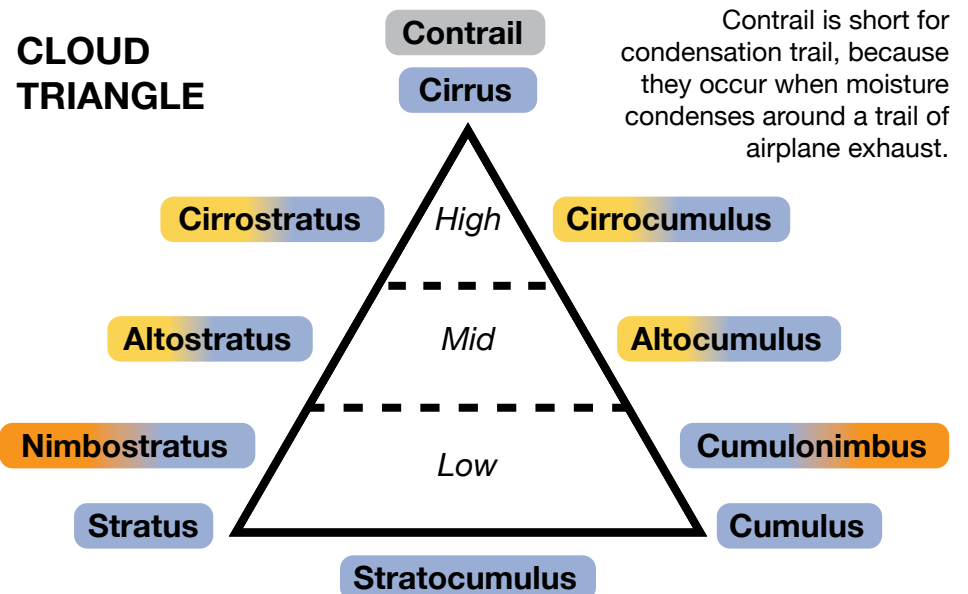 CLOUD
TRIANGLE
Contrail
Cirrus
Contrail is short for
condensation trail, because
they occur when moisture
condenses around a trail of
airplane exhaust.
Cirrostratus
High
Cirrocumulus
Altostratus
Mid
Altocumulus
Nimbostratus
Low
Cumulonimbus
Stratus
Cumulus
Stratocumulus